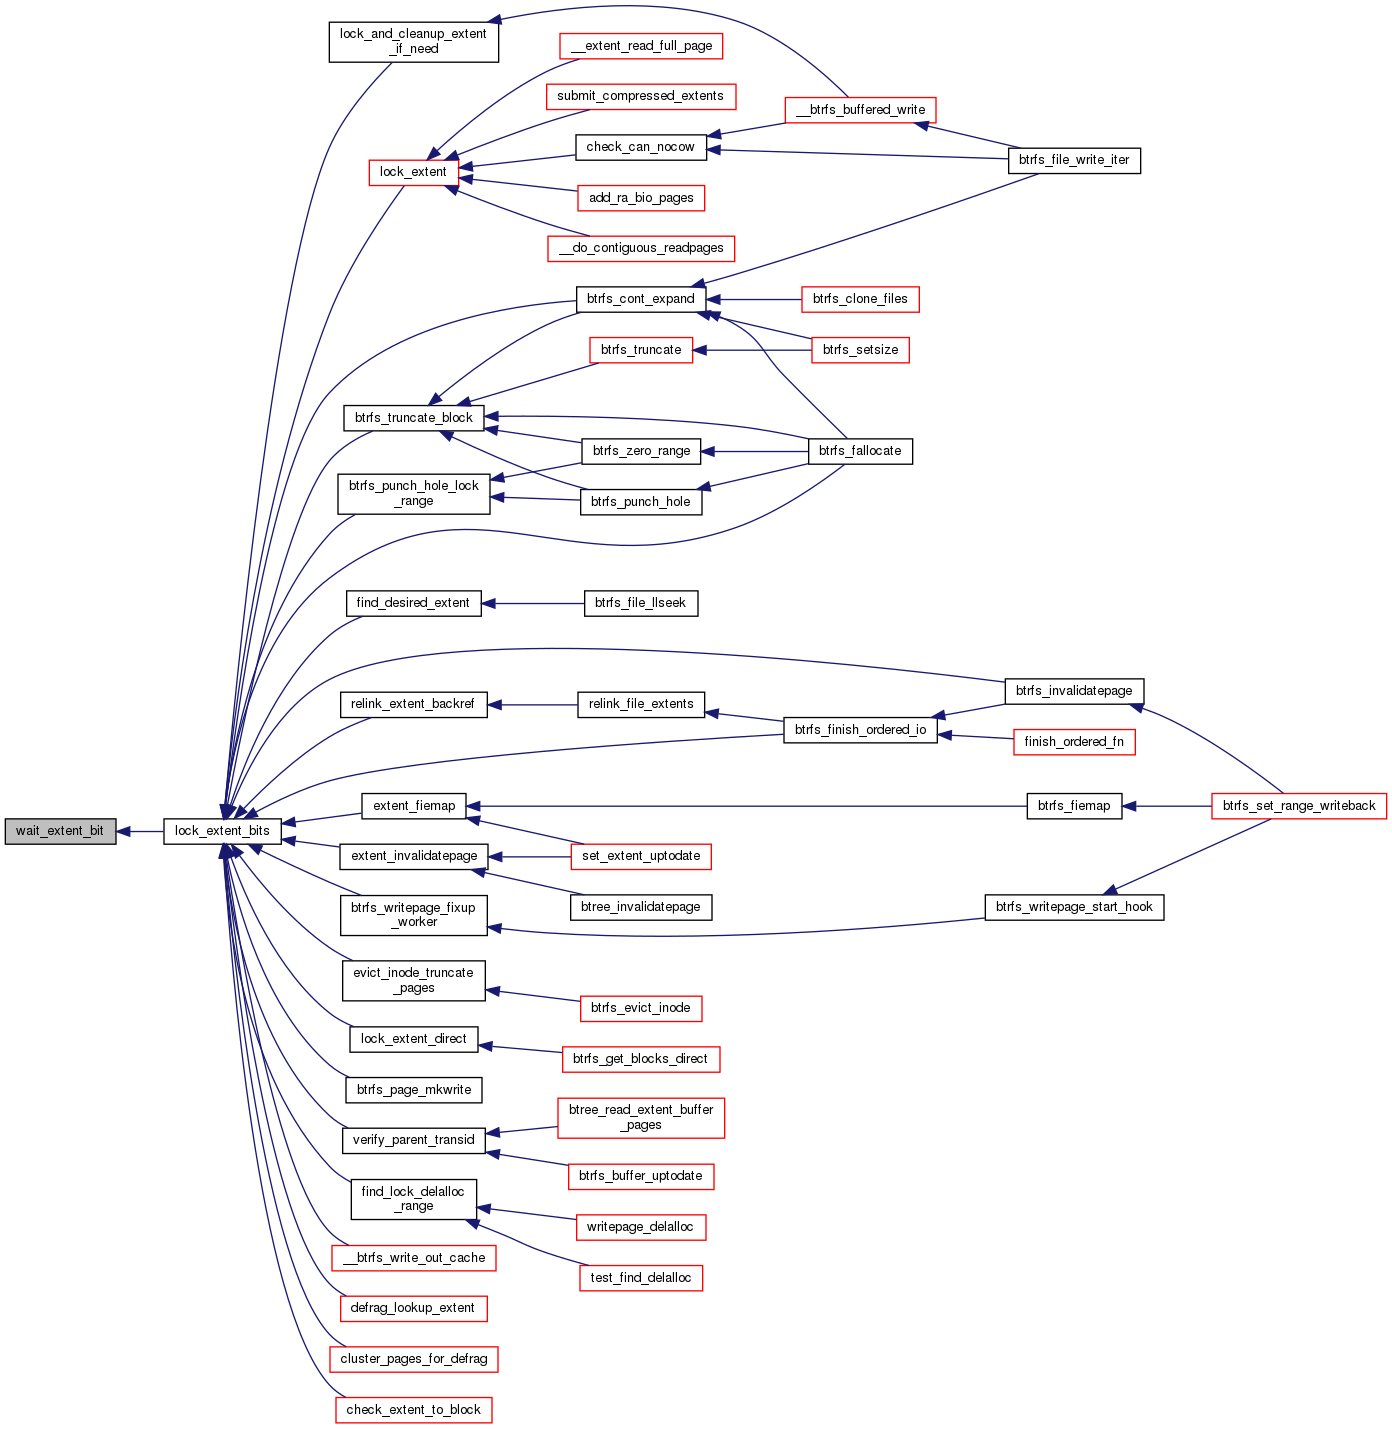 lock_and_cleanup_extent
_if_need
__extent_read_full_page
submit_compressed_extents
__btrfs_buffered_write
check_can_nocow
btrfs_file_write_iter
lock_extent
add_ra_bio_pages
__do_contiguous_readpages
btrfs_cont_expand
btrfs_clone_files
btrfs_truncate
btrfs_setsize
btrfs_truncate_block
btrfs_zero_range
btrfs_fallocate
btrfs_punch_hole_lock
_range
btrfs_punch_hole
find_desired_extent
btrfs_file_llseek
btrfs_invalidatepage
relink_extent_backref
relink_file_extents
btrfs_finish_ordered_io
finish_ordered_fn
extent_fiemap
btrfs_fiemap
btrfs_set_range_writeback
wait_extent_bit
lock_extent_bits
extent_invalidatepage
set_extent_uptodate
btrfs_writepage_fixup
_worker
btree_invalidatepage
btrfs_writepage_start_hook
evict_inode_truncate
_pages
btrfs_evict_inode
lock_extent_direct
btrfs_get_blocks_direct
btrfs_page_mkwrite
btree_read_extent_buffer
_pages
verify_parent_transid
btrfs_buffer_uptodate
find_lock_delalloc
_range
writepage_delalloc
__btrfs_write_out_cache
test_find_delalloc
defrag_lookup_extent
cluster_pages_for_defrag
check_extent_to_block